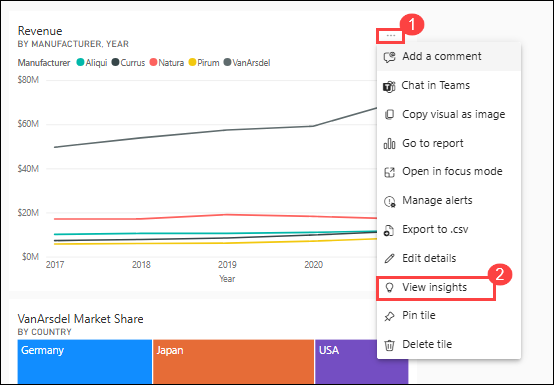 1
Revenue
...
BY MANUFACTURER, YEAR
Manufacturer Aliqui Currus Natura Pirum VanArsdel
$80M
$60M
$40M
$20M
$0M
2017 2018 2019 2020
Year
Add a comment
Chat in Teams
Copy visual as image
Go to report
Open in focus mode
Manage alerts
Export to .csv
Edit details
2
View insights
Pin tile
Delete tile
VanArsdel Market Share
BY COUNTRY
Germany Japan USA